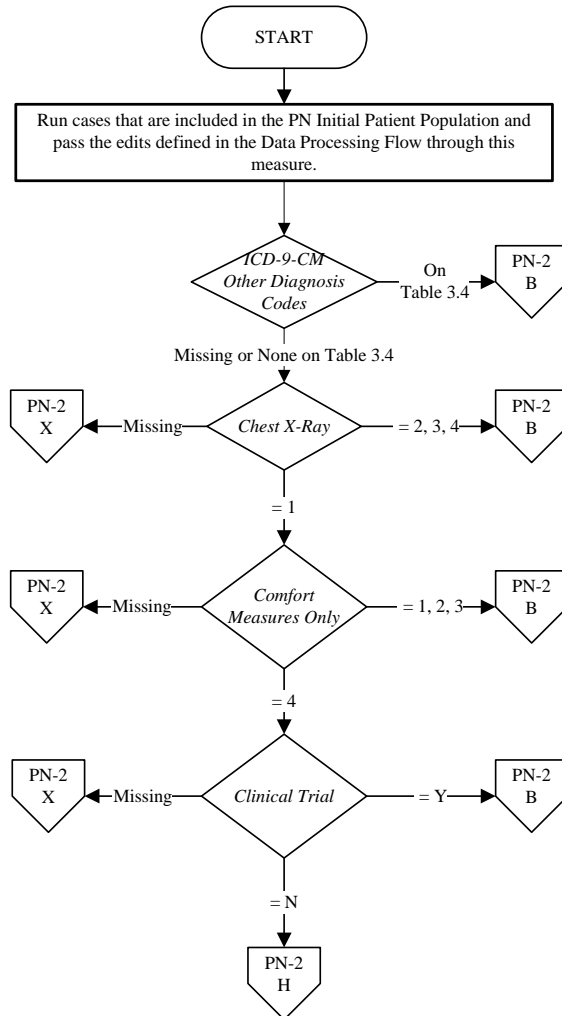 START
Run cases that are included in the PN Initial Patient Population and
pass the edits defined in the Data Processing Flow through this
measure.
ICD-9-CM
Other Diagnosis
Codes
On
Table 3.4
PN-2
B
Missing or None on Table 3.4
PN-2
X
Missing
Chest X-Ray
= 2, 3, 4
PN-2
B
= 1
PN-2
X
Missing
Comfort
Measures Only
= 1, 2, 3
PN-2
B
= 4
PN-2
X
Missing
Clinical Trial
= Y
PN-2
B
= N
PN-2
H